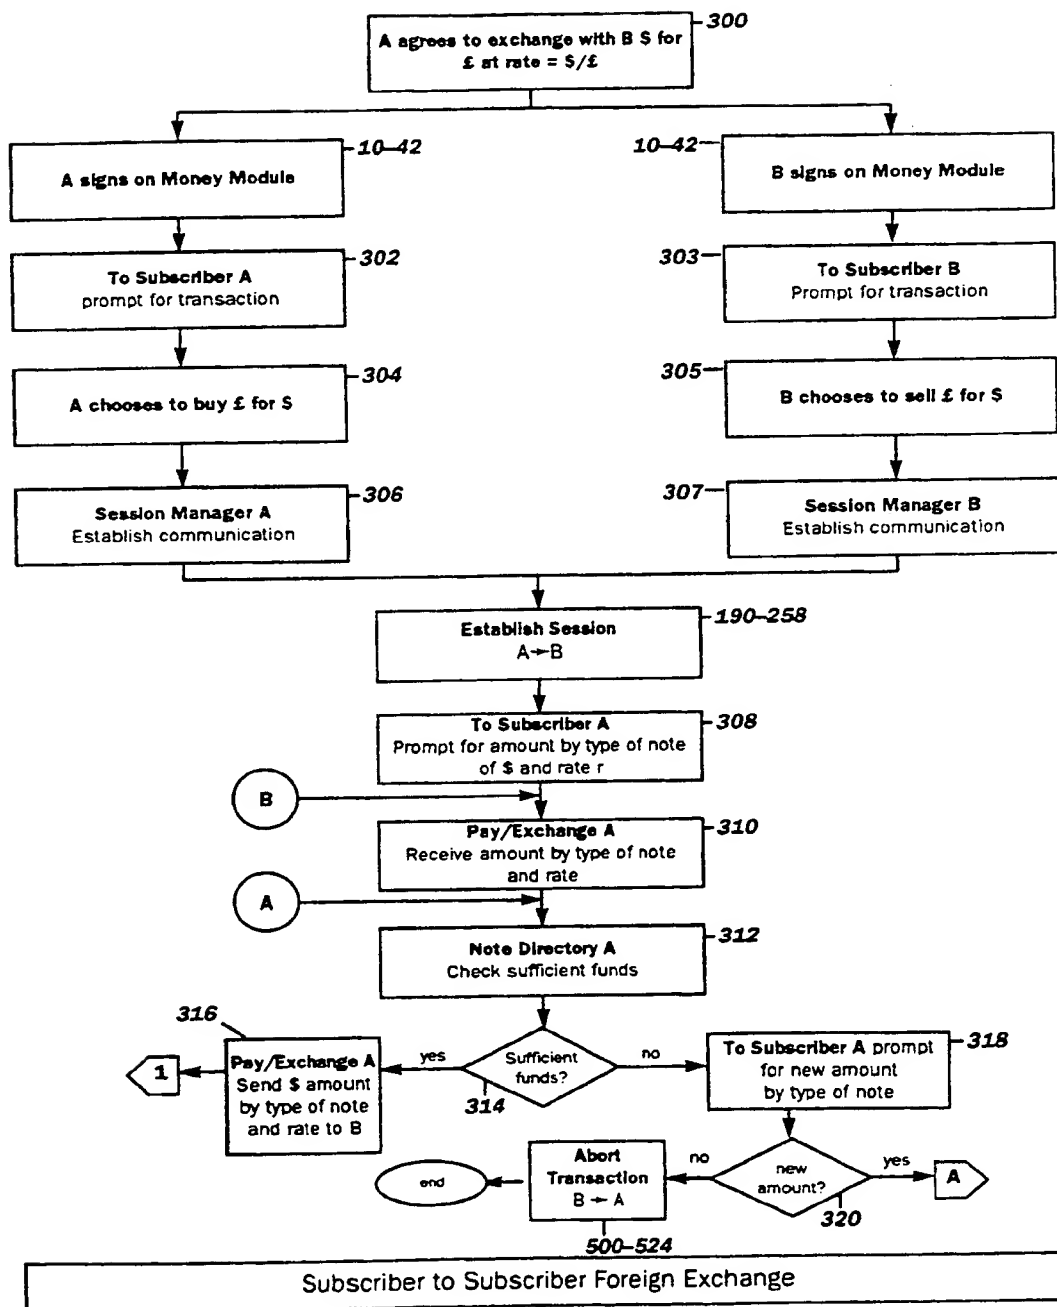 300
A agrees to exchange with B $ for
£ at rate = $/£
10–42
A signs on Money Module
10–42
B signs on Money Module
302
To Subscriber A
prompt for transaction
303
To Subscriber B
Prompt for transaction
304
A chooses to buy £ for $
305
B chooses to sell £ for $
306
Session Manager A
Establish communication
307
Session Manager B
Establish communication
190–258
Establish Session
A→B
308
To Subscriber A
Prompt for amount by type of note
of $ and rate r
B
310
Pay/Exchange A
Receive amount by type of note
and rate
A
312
Note Directory A
Check sufficient funds
316
1
Pay/Exchange A
Send $ amount
by type of note
and rate to B
yes
Sufficient
funds?
314
no
318
To Subscriber A prompt
for new amount
by type of note
end
Abort
Transaction
B → A
500–524
no
new
amount?
320
yes
A
Subscriber to Subscriber Foreign Exchange